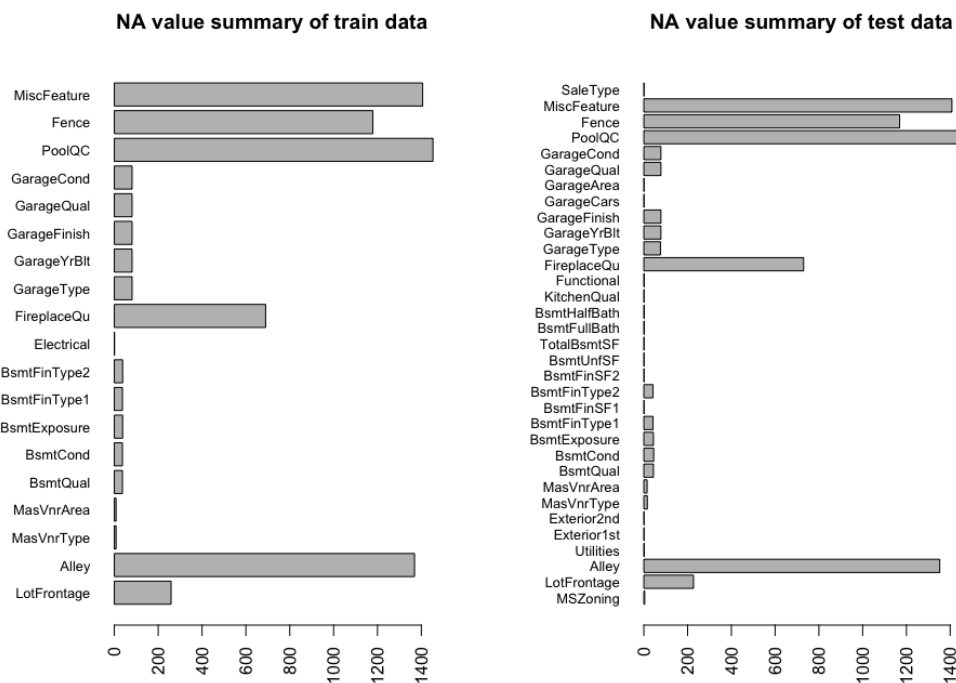 NA value summary of train data
MiscFeature
Fence
PoolQC
GarageCond
GarageQual
GarageFinish
GarageYrBlt
GarageType
FireplaceQu
Electrical
BsmtFinType2
BsmtFinType1
BsmtExposure
BsmtCond
BsmtQual
MasVnrArea
MasVnrType
Alley
LotFrontage
0
200
400
600
800
1000
1200
1400
NA value summary of test data
SaleType
MiscFeature
Fence
PoolQC
GarageCond
GarageQual
GarageArea
GarageCars
GarageFinish
GarageYrBlt
GarageType
FireplaceQu
Functional
KitchenQual
BsmtHalfBath
BsmtFullBath
TotalBsmtSF
BsmtUnfSF
BsmtFinSF2
BsmtFinType2
BsmtFinSF1
BsmtFinType1
BsmtExposure
BsmtCond
BsmtQual
MasVnrArea
MasVnrType
Exterior2nd
Exterior1st
Utilities
Alley
LotFrontage
MSZoning
0
200
400
600
800
1000
1200
1400